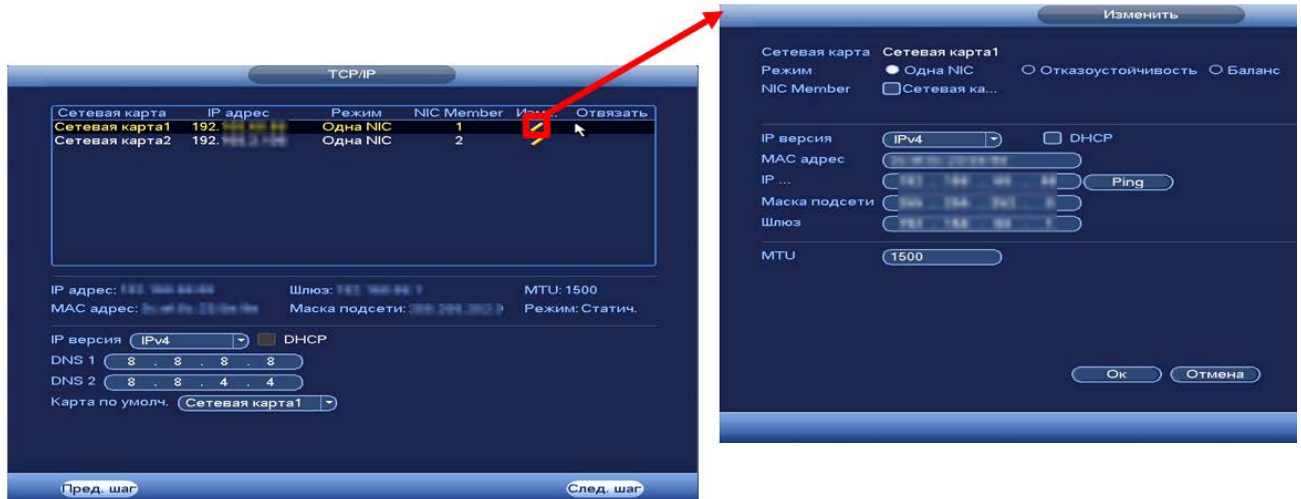 TCP/IP
Сетевая карта IP адрес Режим NIC Member Изм... Отвязать
Сетевая карта1 192. Одна NIC 1
Сетевая карта2 192. Одна NIC 2
IP адрес: Шлюз: MTU: 1500
MAC адрес: Маска подсети: Режим: Статич.
IP версия IPv4 DHCP
DNS 1 8 . 8 . 8 . 8
DNS 2 8 . 8 . 4 . 4
Карта по умолч. Сетевая карта1
Пред. шаг След. шаг
Изменить
Сетевая карта Сетевая карта1
Режим Одна NIC Отказоустойчивость Баланс
NIC Member Сетевая ка...
IP версия IPv4 DHCP
MAC адрес
IP ... Ping
Маска подсети
Шлюз
MTU 1500
Ок Отмена